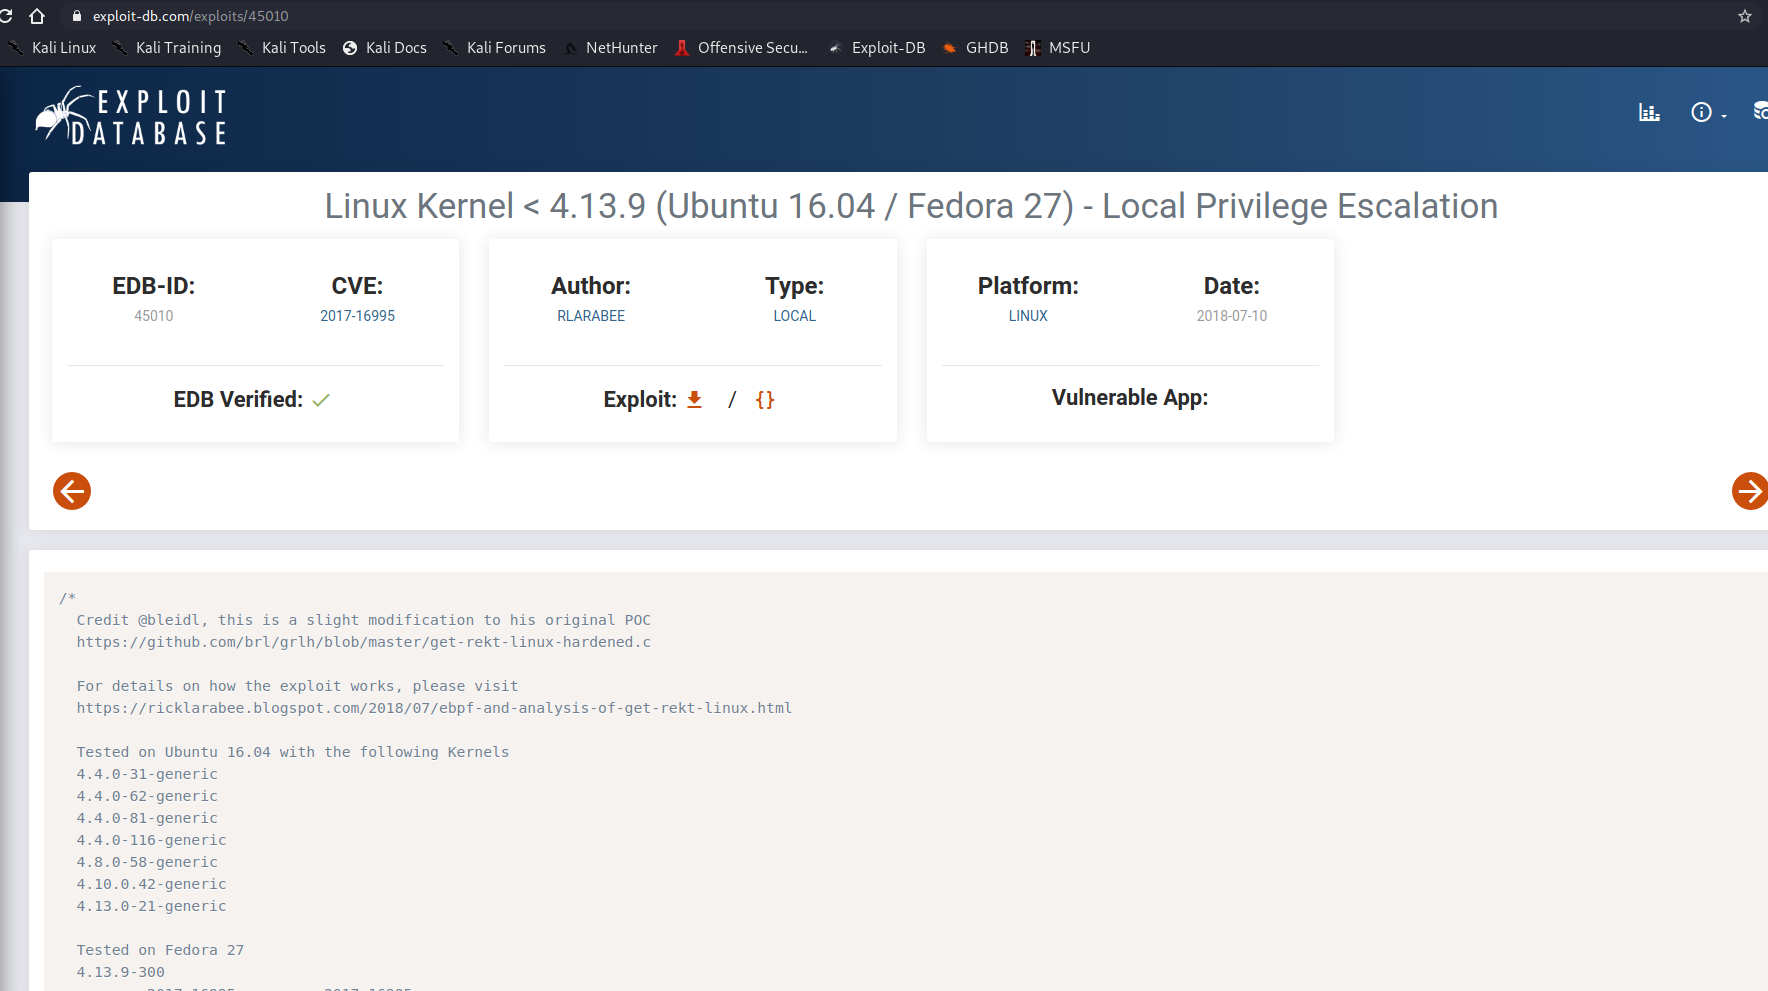 exploit-db.com/exploits/45010
Kali Linux Kali Training Kali Tools Kali Docs Kali Forums NetHunter Offensive Secu... Exploit-DB GHDB MSFU
EXPLOIT
DATABASE
Linux Kernel < 4.13.9 (Ubuntu 16.04 / Fedora 27) - Local Privilege Escalation
EDB-ID: CVE: Author: Type: Platform: Date:
45010 2017-16995 RLARABEE LOCAL LINUX 2018-07-10
EDB Verified: Exploit: / {} Vulnerable App:
/*
Credit @bleidl, this is a slight modification to his original POC
https://github.com/brl/grlh/blob/master/get-rekt-linux-hardened.c
For details on how the exploit works, please visit
https://ricklarabee.blogspot.com/2018/07/ebpf-and-analysis-of-get-rekt-linux.html
Tested on Ubuntu 16.04 with the following Kernels
4.4.0-31-generic
4.4.0-62-generic
4.4.0-81-generic
4.4.0-116-generic
4.8.0-58-generic
4.10.0.42-generic
4.13.0-21-generic
Tested on Fedora 27
4.13.9-300